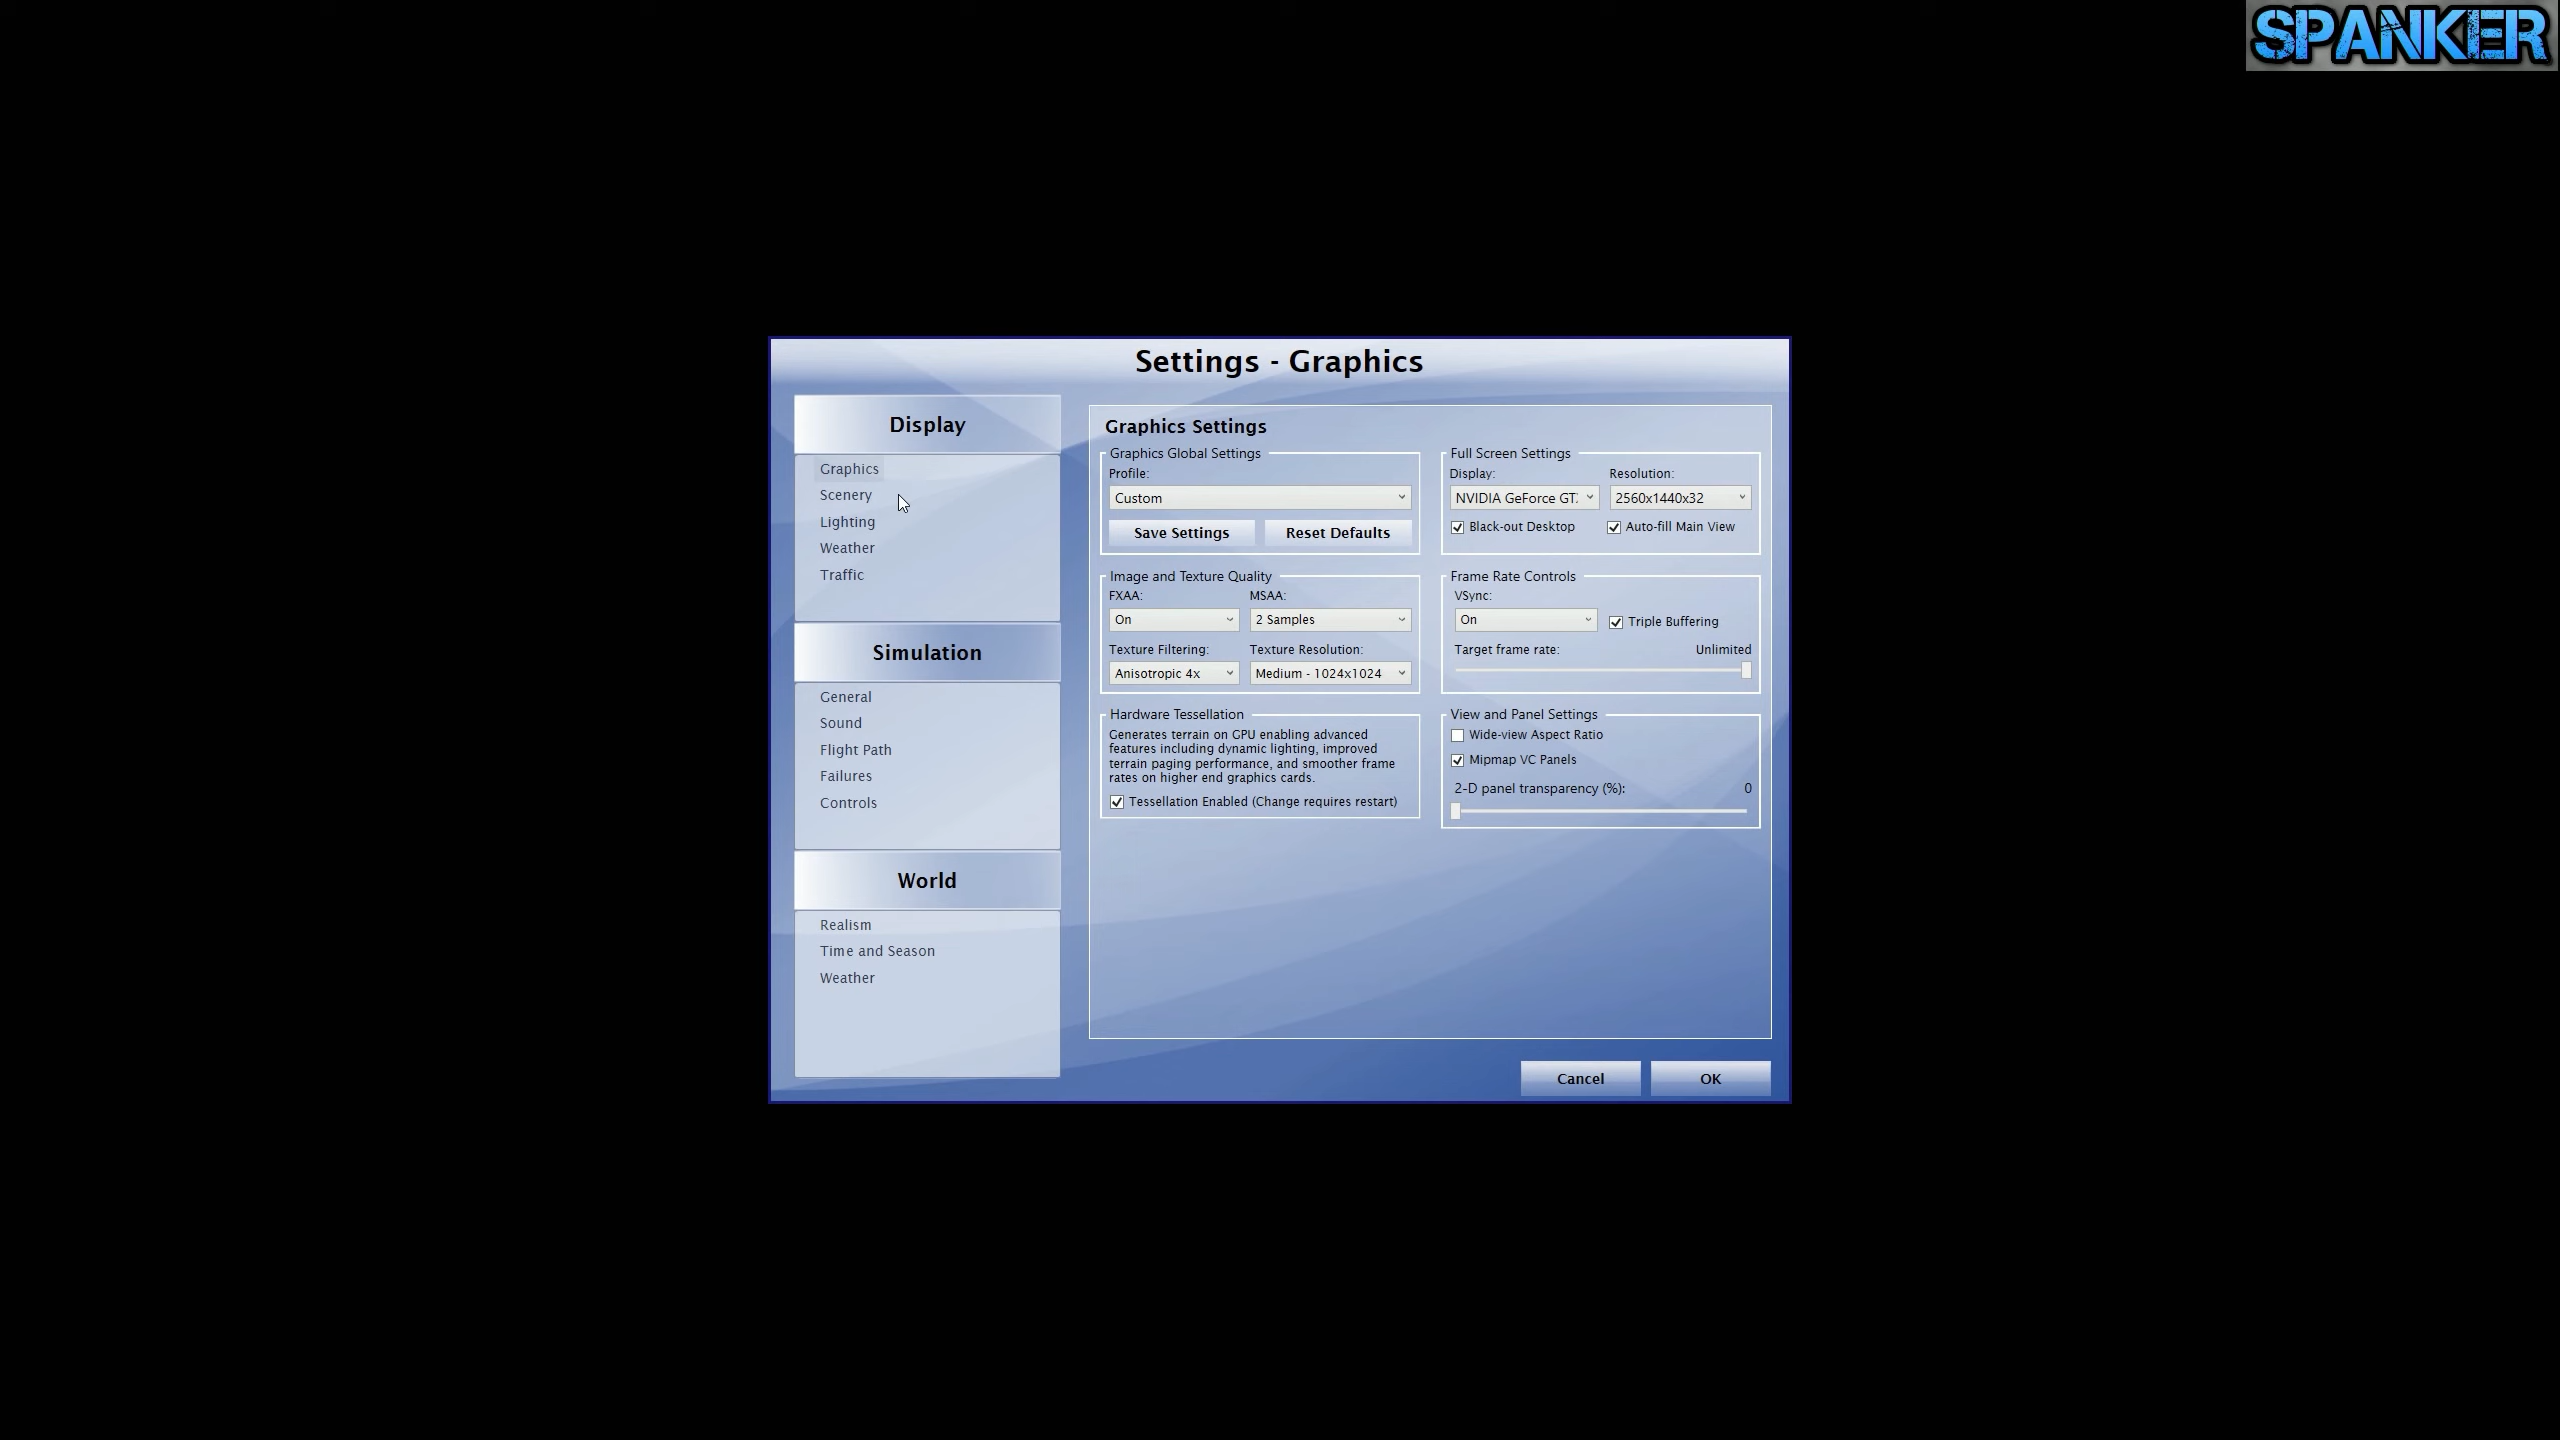 SPANKER
Settings - Graphics
Display
Graphics
Scenery
Lighting
Weather
Traffic
Simulation
General
Sound
Flight Path
Failures
Controls
World
Realism
Time and Season
Weather
Graphics Settings
Graphics Global Settings
Profile:
Custom
Save Settings
Reset Defaults
Full Screen Settings
Display: Resolution:
NVIDIA GeForce GT. 2560x1440x32
Black-out Desktop Auto-fill Main View
Image and Texture Quality
FXAA: MSAA:
On 2 Samples
Texture Filtering: Texture Resolution:
Anisotropic 4x Medium - 1024x1024
Frame Rate Controls
VSync:
On Triple Buffering
Target frame rate: Unlimited
Hardware Tessellation
Generates terrain on GPU enabling advanced
features including dynamic lighting, improved
terrain paging performance, and smoother frame
rates on higher end graphics cards.
Tessellation Enabled (Change requires restart)
View and Panel Settings
Wide-view Aspect Ratio
Mipmap VC Panels
2-D panel transparency (%): 0
Cancel OK